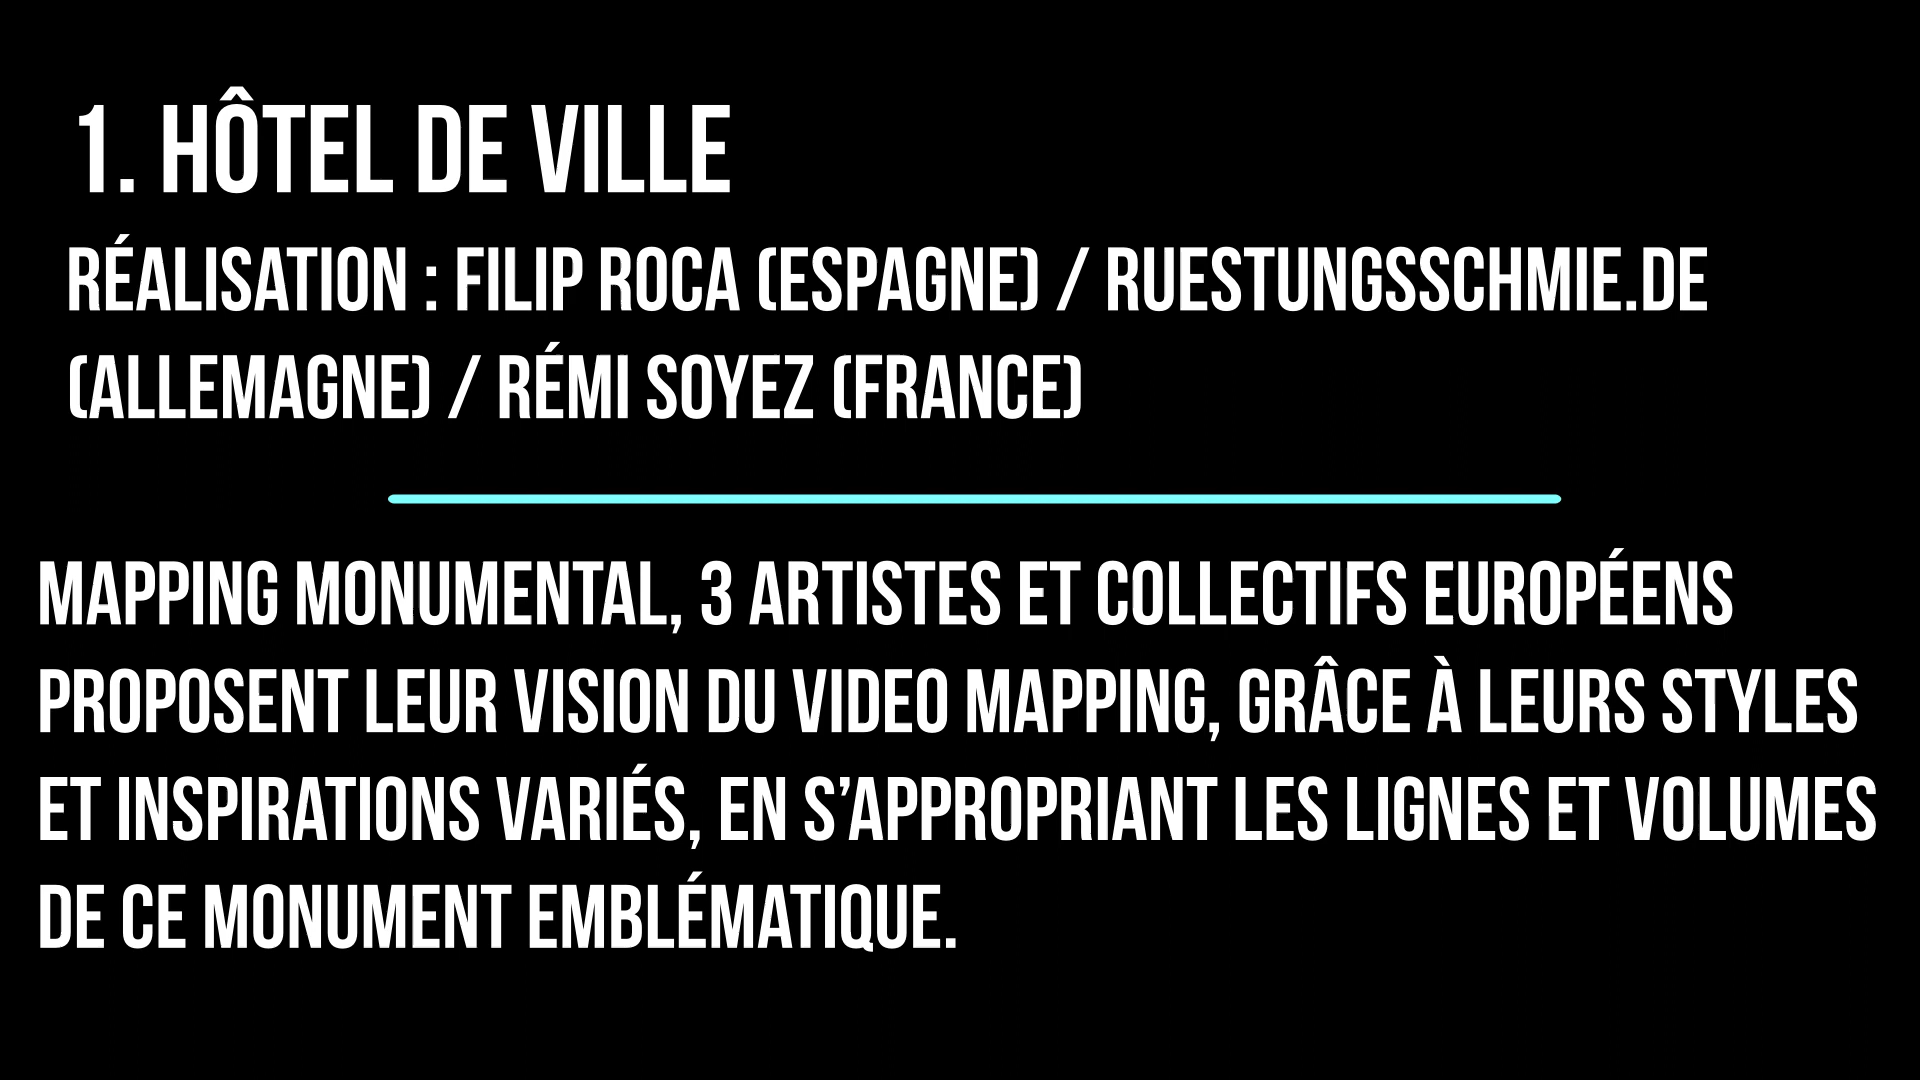 1. HÔTEL DE VILLE
RÉALISATION : FILIP ROCA (ESPAGNE) / RUESTUNGSSCHMIE.DE
(ALLEMAGNE) / RÉMI SOYEZ (FRANCE)
MAPPING MONUMENTAL, 3 ARTISTES ET COLLECTIFS EUROPÉENS
PROPOSENT LEUR VISION DU VIDEO MAPPING, GRÂCE À LEURS STYLES
ET INSPIRATIONS VARIÉS, EN S’APPROPRIANT LES LIGNES ET VOLUMES
DE CE MONUMENT EMBLÉMATIQUE.